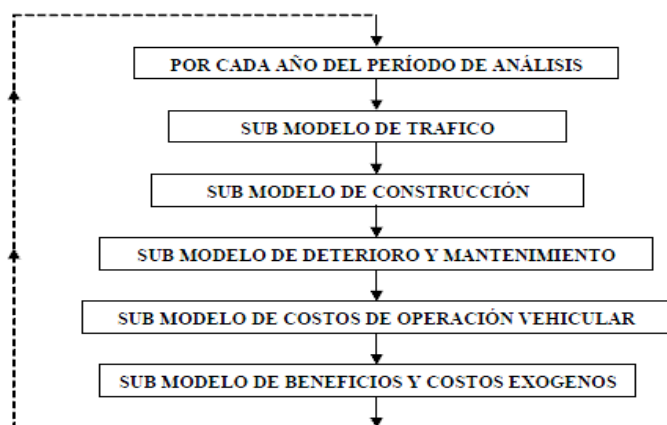 POR CADA AÑO DEL PERÍODO DE ANÁLISIS
SUB MODELO DE TRAFICO
SUB MODELO DE CONSTRUCCIÓN
SUB MODELO DE DETERIORO Y MANTENIMIENTO
SUB MODELO DE COSTOS DE OPERACIÓN VEHICULAR
SUB MODELO DE BENEFICIOS Y COSTOS EXOGENOS